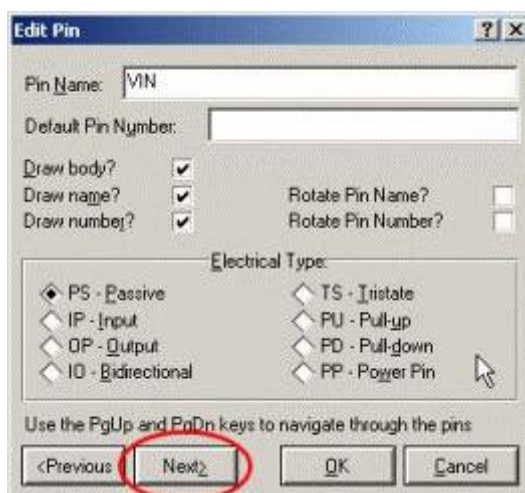 Edit Pin
Pin Name: VIN
Default Pin Number:
Draw body?
Draw name? Rotate Pin Name?
Draw number? Rotate Pin Number?
Electrical Type:
PS - Passive TS - Tristate
IP - Input PU - Pull-up
OP - Output PD - Pull-down
IO - Bidirectional PP - Power Pin
Use the PgUp and PgDn keys to navigate through the pins
<Previous Next> OK Cancel